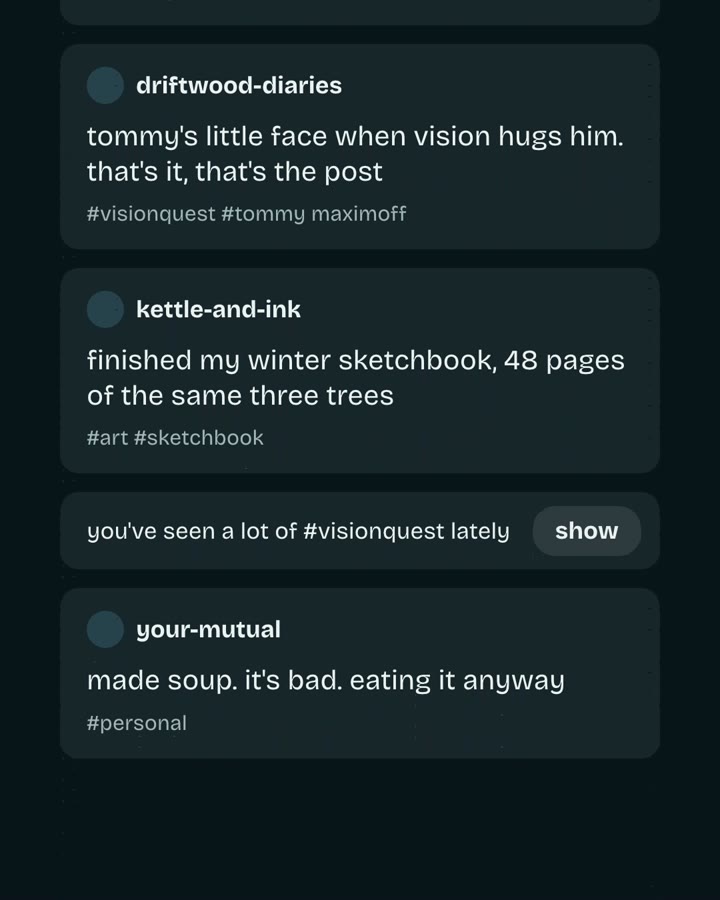 driftwood-diaries
tommy's little face when vision hugs him.
that's it, that's the post
#visionquest #tommy maximoff
kettle-and-ink
finished my winter sketchbook, 48 pages
of the same three trees
#art #sketchbook
you've seen a lot of #visionquest lately show
your-mutual
made soup. it's bad. eating it anyway
#personal